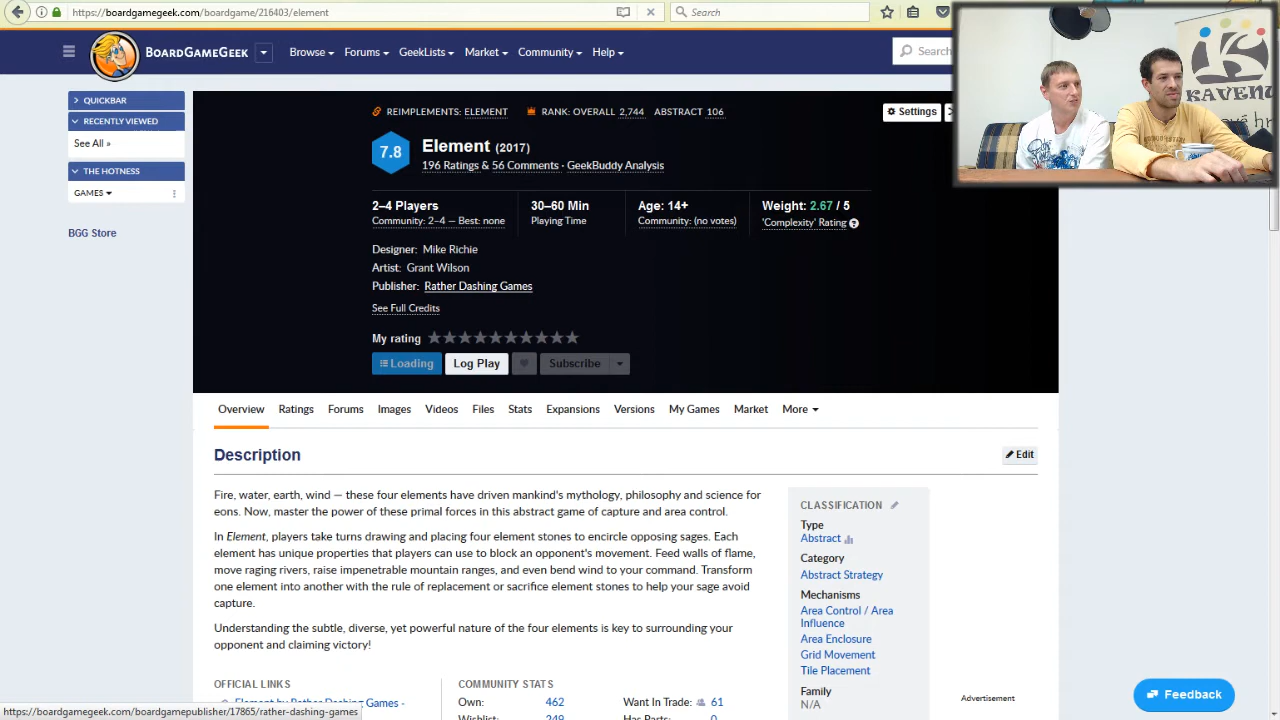 https://boardgamegeek.com/boardgame/216403/element
Search
BOARDGAMEGEEK
Browse
Forums
GeekLists
Market
Community
Help
Search
KAVEN
QUICKBAR
RECENTLY VIEWED
See All »
THE HOTNESS
GAMES
BGG Store
REIMPLEMENTS: ELEMENT
RANK: OVERALL 2,744 ABSTRACT 106
Settings
7.8
Element (2017)
196 Ratings & 56 Comments · GeekBuddy Analysis
2–4 Players
Community: 2–4 — Best: none
30–60 Min
Playing Time
Age: 14+
Community: (no votes)
Weight: 2.67 / 5
'Complexity' Rating
Designer: Mike Richie
Artist: Grant Wilson
Publisher: Rather Dashing Games
See Full Credits
My rating
Loading
Log Play
Subscribe
Overview
Ratings
Forums
Images
Videos
Files
Stats
Expansions
Versions
My Games
Market
More
Description
Edit
Fire, water, earth, wind — these four elements have driven mankind's mythology, philosophy and science for
eons. Now, master the power of these primal forces in this abstract game of capture and area control.
In Element, players take turns drawing and placing four element stones to encircle opposing sages. Each
element has unique properties that players can use to block an opponent's movement. Feed walls of flame,
move raging rivers, raise impenetrable mountain ranges, and even bend wind to your command. Transform
one element into another with the rule of replacement or sacrifice element stones to help your sage avoid
capture.
Understanding the subtle, diverse, yet powerful nature of the four elements is key to surrounding your
opponent and claiming victory!
CLASSIFICATION
Type
Abstract
Category
Abstract Strategy
Mechanisms
Area Control / Area
Influence
Area Enclosure
Grid Movement
Tile Placement
Family
N/A
OFFICIAL LINKS
Element by Rather Dashing Games -
COMMUNITY STATS
Own: 462
Wishlist: 249
Want In Trade: 61
Has Parts: 0
Advertisement
Feedback
https://boardgamegeek.com/boardgamepublisher/17865/rather-dashing-games